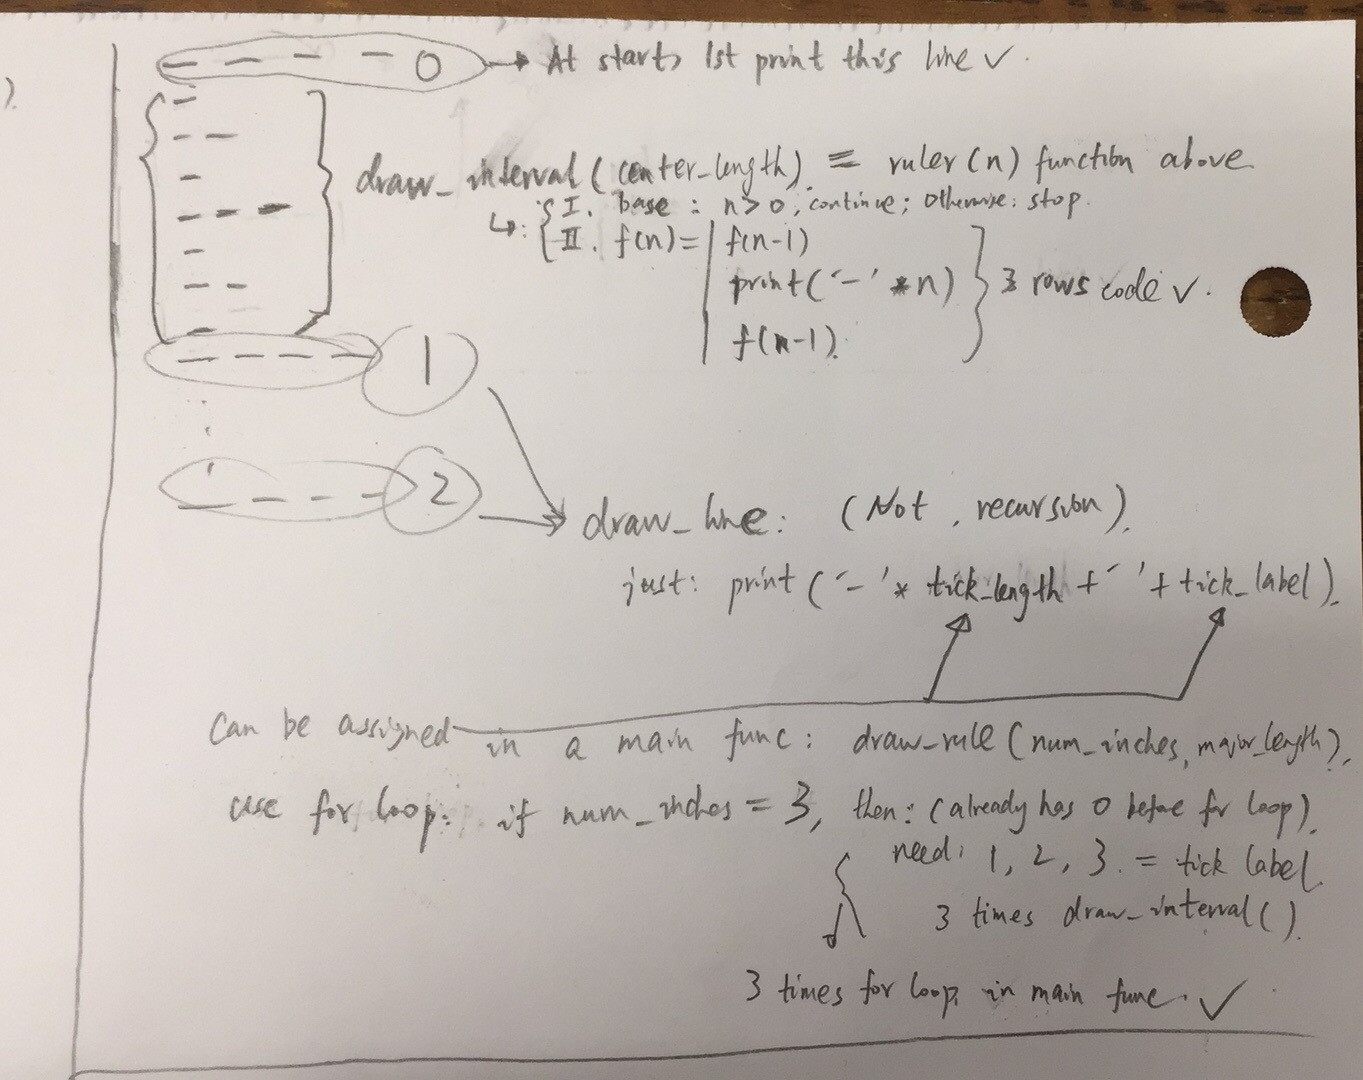 ).
— — — — 0 → At start, 1st print this line ✓.
draw_interval(center_length). ≡ ruler(n) function above
↳: { I. base : n>0, continue; otherwise: stop.
II. f(n)= f(n-1)
print('-' * n) } 3 rows code ✓.
f(n-1).
— — — — 1
— — — — 2
draw_line: (Not, recursion).
just: print('-'* tick_length + ' ' + tick_label).
Can be assigned in a main func: draw_rule(num_inches, major_length).
use for loop: if num_inches = 3, then: (already has 0 before for loop).
need: 1, 2, 3. = tick label.
3 times draw_interval().
3 times for loop, in main func. ✓